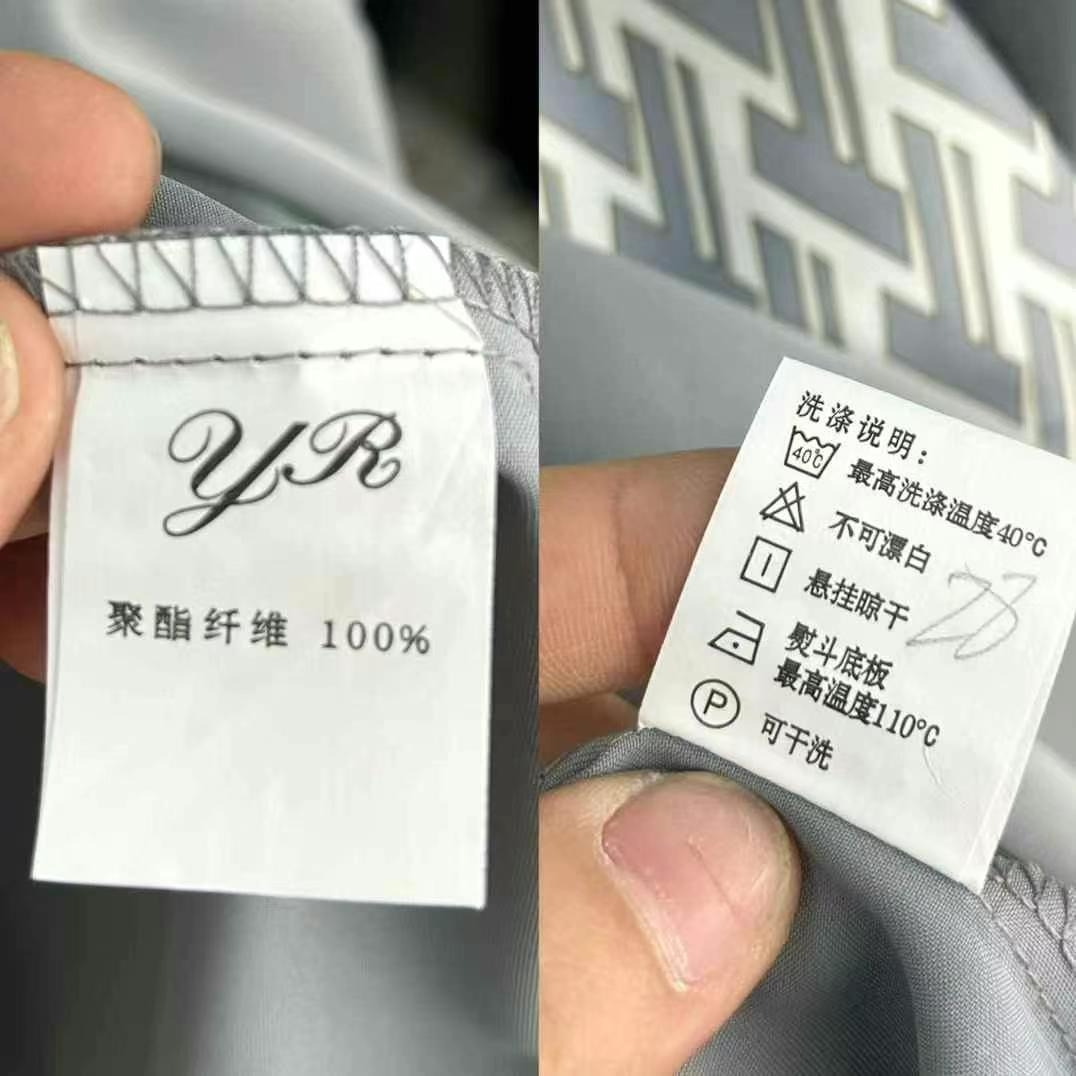 YR
聚酯纤维 100%
洗涤说明:
40℃ 最高洗涤温度40℃
不可漂白
悬挂晾干
熨斗底板
最高温度110℃
P 可干洗